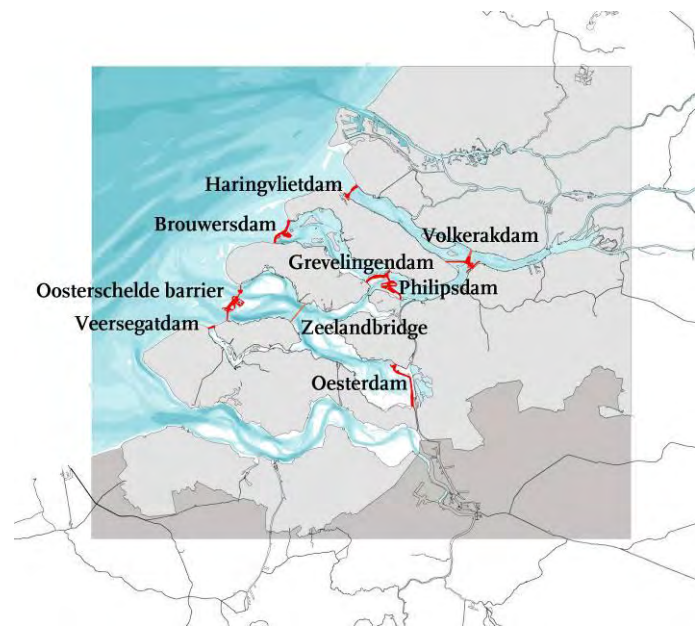 Haringvlietdam
Brouwersdam
Volkerakdam
Grevelingendam
Philipsdam
Oosterschelde barrier
Veersegatdam
Zeelandbridge
Oesterdam